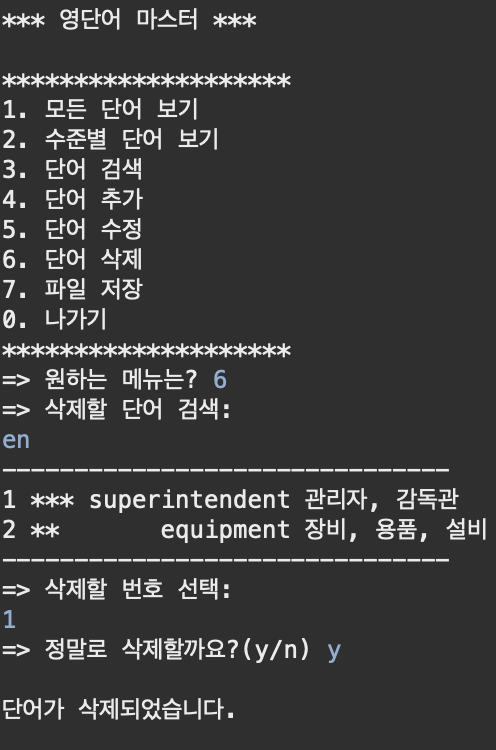 *** 영단어 마스터 ***
********************
1. 모든 단어 보기
2. 수준별 단어 보기
3. 단어 검색
4. 단어 추가
5. 단어 수정
6. 단어 삭제
7. 파일 저장
0. 나가기
********************
=> 원하는 메뉴는? 6
=> 삭제할 단어 검색:
en
--------------------------------
1 *** superintendent 관리자, 감독관
2 **       equipment 장비, 용품, 설비
--------------------------------
=> 삭제할 번호 선택:
1
=> 정말로 삭제할까요?(y/n) y
단어가 삭제되었습니다.